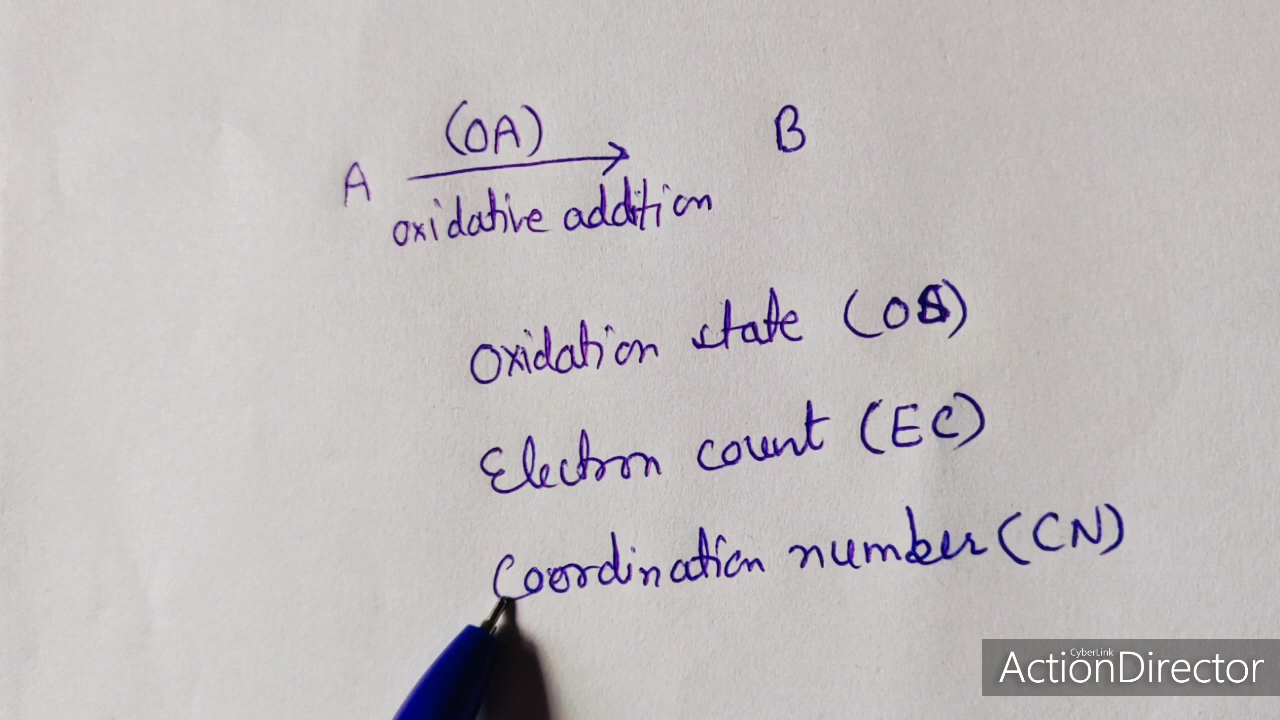 (OA)
A → B
oxidative addition
Oxidation state (OS)
Electron count (EC)
Coordination number (CN)
CyberLink
ActionDirector